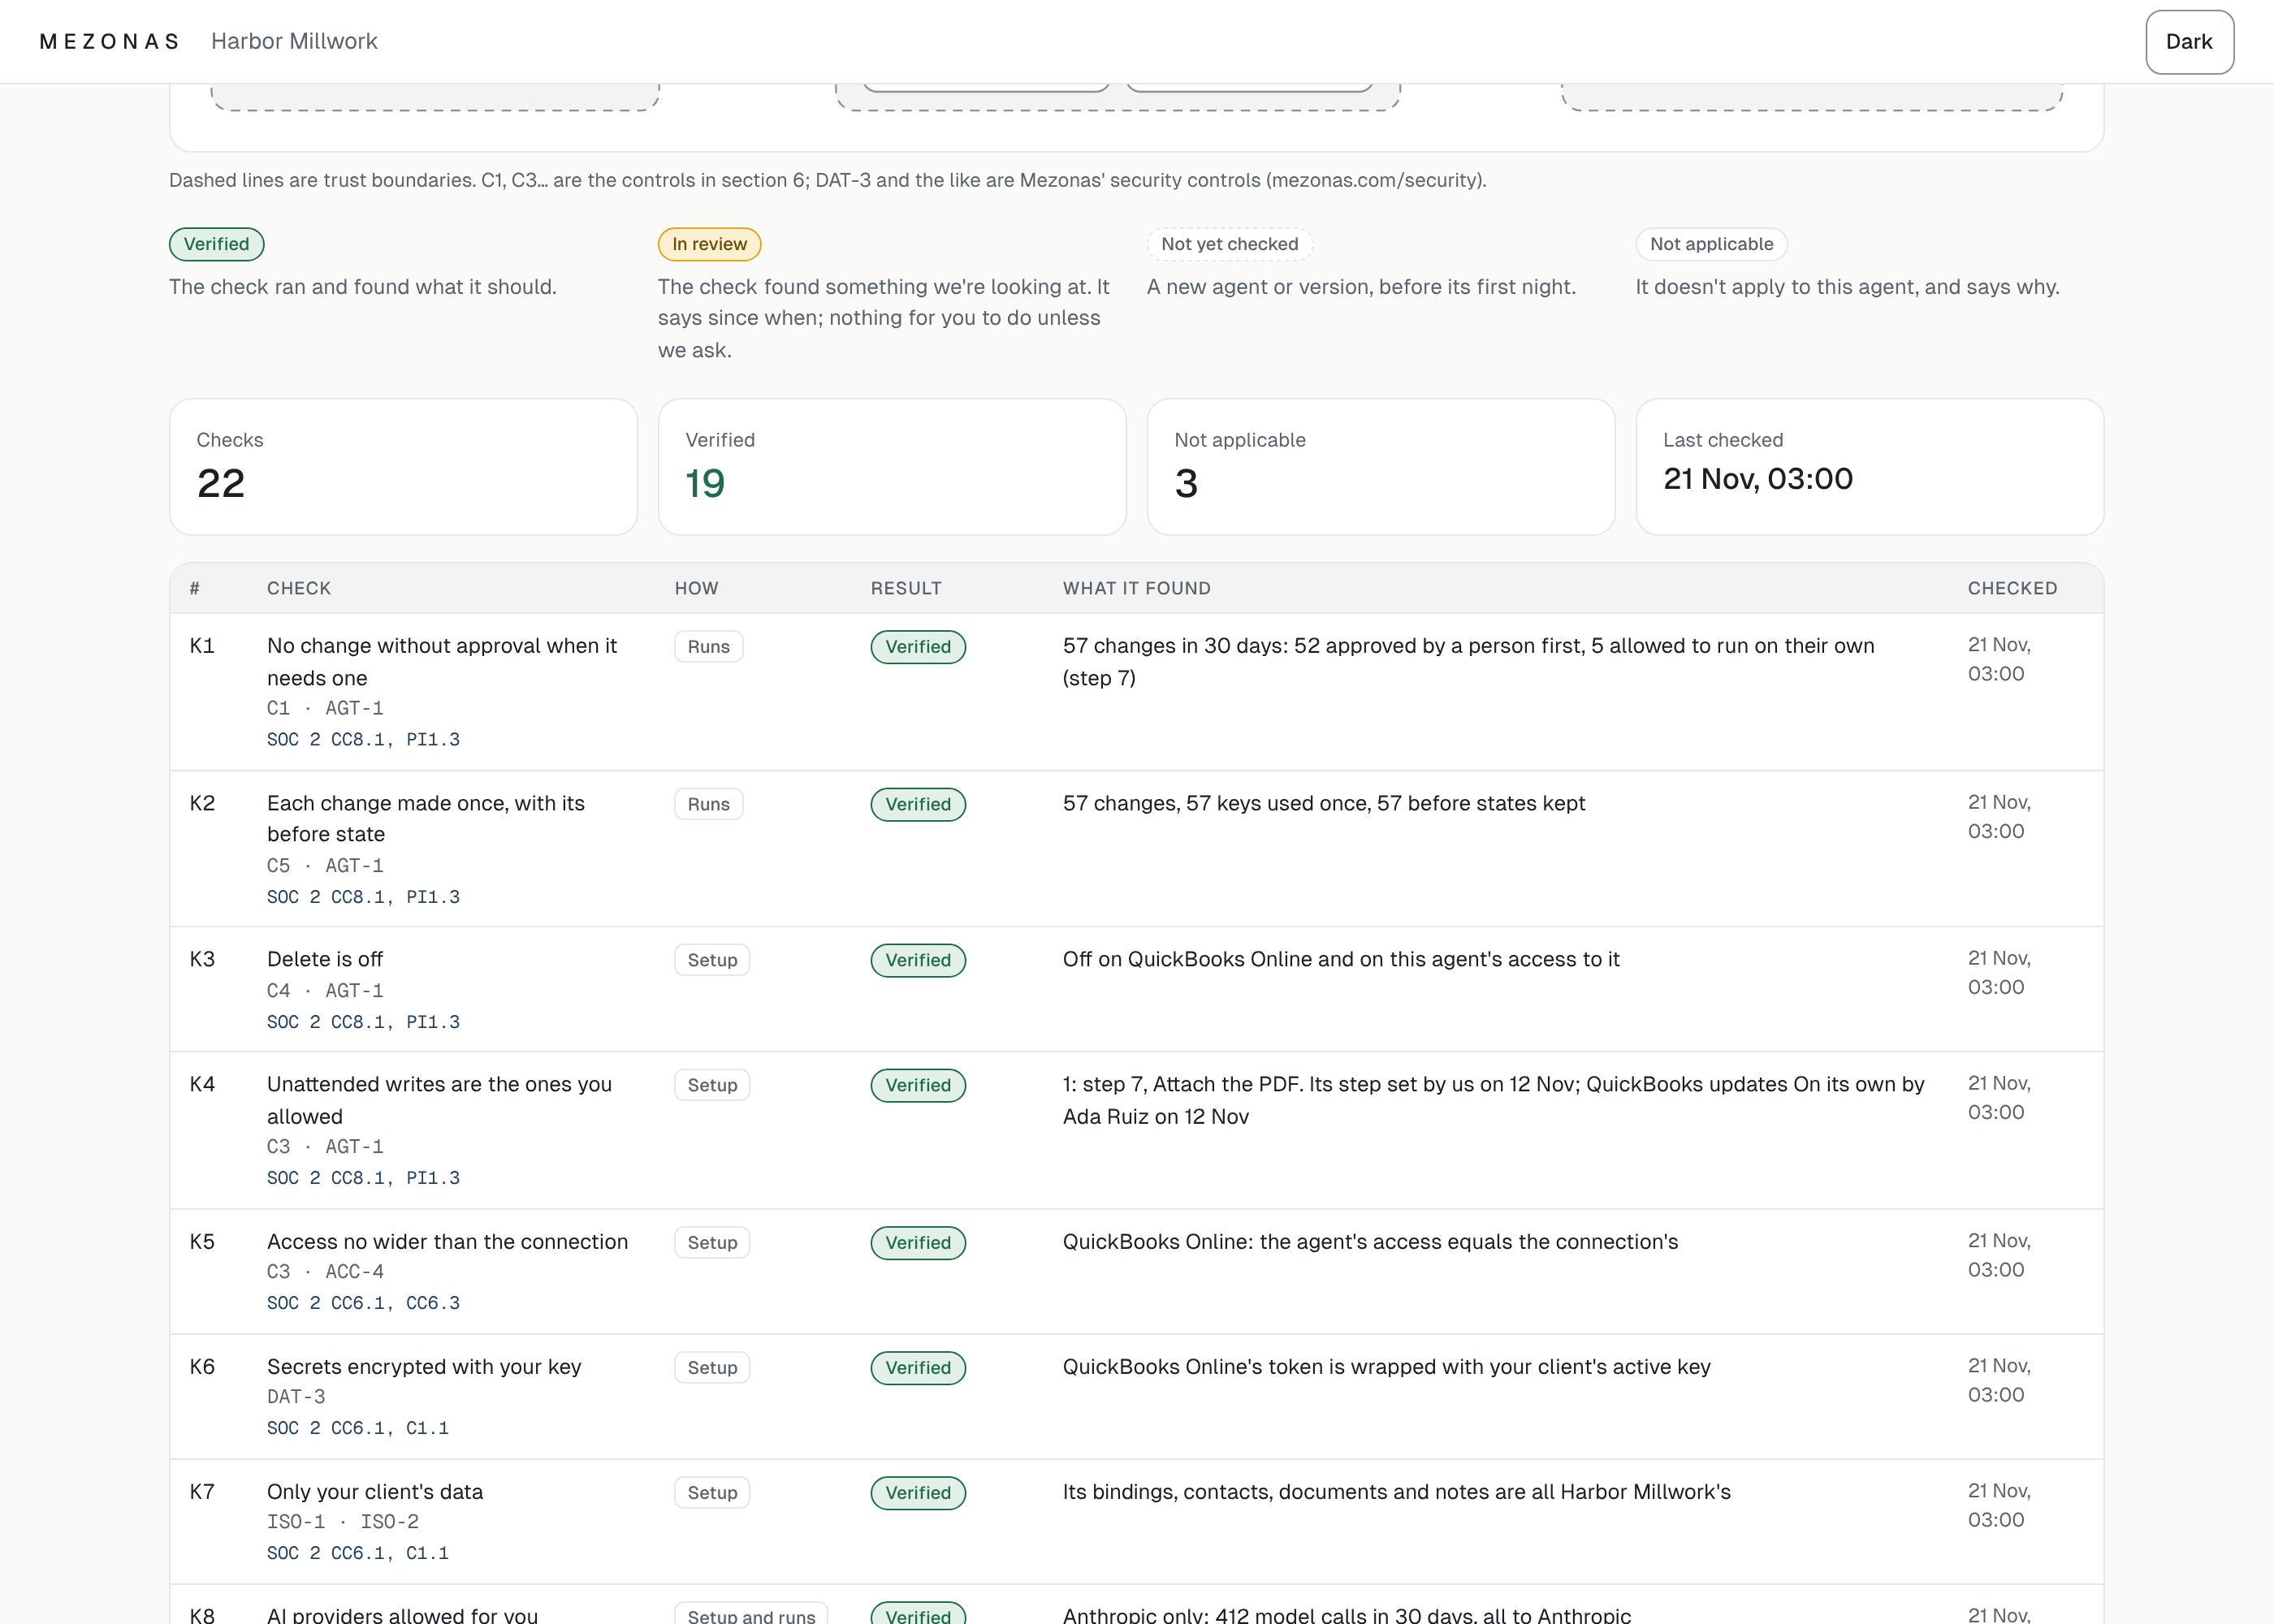 MEZONAS
Harbor Millwork
Dark
Dashed lines are trust boundaries. C1, C3... are the controls in section 6; DAT-3 and the like are Mezonas' security controls (mezonas.com/security).
Verified
The check ran and found what it should.
In review
The check found something we're looking at. It
says since when; nothing for you to do unless
we ask.
Not yet checked
A new agent or version, before its first night.
Not applicable
It doesn't apply to this agent, and says why.
Checks
22
Verified
19
Not applicable
3
Last checked
21 Nov, 03:00
# CHECK HOW RESULT WHAT IT FOUND CHECKED
K1
No change without approval when it
needs one
C1 · AGT-1
SOC 2 CC8.1, PI1.3
Runs
Verified
57 changes in 30 days: 52 approved by a person first, 5 allowed to run on their own
(step 7)
21 Nov,
03:00
K2
Each change made once, with its
before state
C5 · AGT-1
SOC 2 CC8.1, PI1.3
Runs
Verified
57 changes, 57 keys used once, 57 before states kept
21 Nov,
03:00
K3
Delete is off
C4 · AGT-1
SOC 2 CC8.1, PI1.3
Setup
Verified
Off on QuickBooks Online and on this agent's access to it
21 Nov,
03:00
K4
Unattended writes are the ones you
allowed
C3 · AGT-1
SOC 2 CC8.1, PI1.3
Setup
Verified
1: step 7, Attach the PDF. Its step set by us on 12 Nov; QuickBooks updates On its own by
Ada Ruiz on 12 Nov
21 Nov,
03:00
K5
Access no wider than the connection
C3 · ACC-4
SOC 2 CC6.1, CC6.3
Setup
Verified
QuickBooks Online: the agent's access equals the connection's
21 Nov,
03:00
K6
Secrets encrypted with your key
DAT-3
SOC 2 CC6.1, C1.1
Setup
Verified
QuickBooks Online's token is wrapped with your client's active key
21 Nov,
03:00
K7
Only your client's data
ISO-1 · ISO-2
SOC 2 CC6.1, C1.1
Setup
Verified
Its bindings, contacts, documents and notes are all Harbor Millwork's
21 Nov,
03:00
K8
AI providers allowed for you
Setup and runs
Verified
Anthropic only: 412 model calls in 30 days, all to Anthropic
21 Nov,